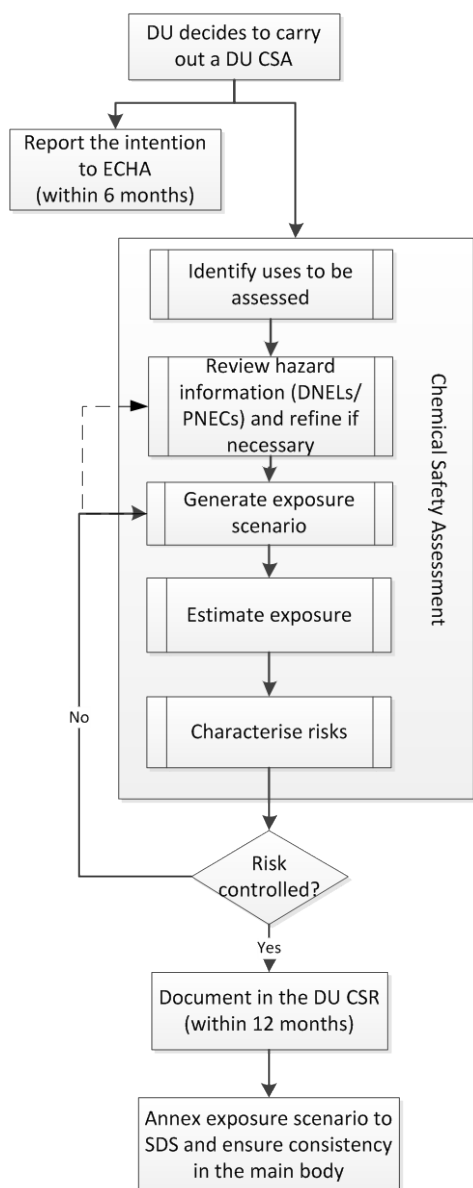 DU decides to carry
out a DU CSA
Report the intention
to ECHA
(within 6 months)
Identify uses to be
assessed
Review hazard
information (DNELs/
PNECs) and refine if
necessary
Generate exposure
scenario
Estimate exposure
Characterise risks
Chemical Safety Assessment
No
Risk
controlled?
Yes
Document in the DU CSR
(within 12 months)
Annex exposure scenario to
SDS and ensure consistency
in the main body